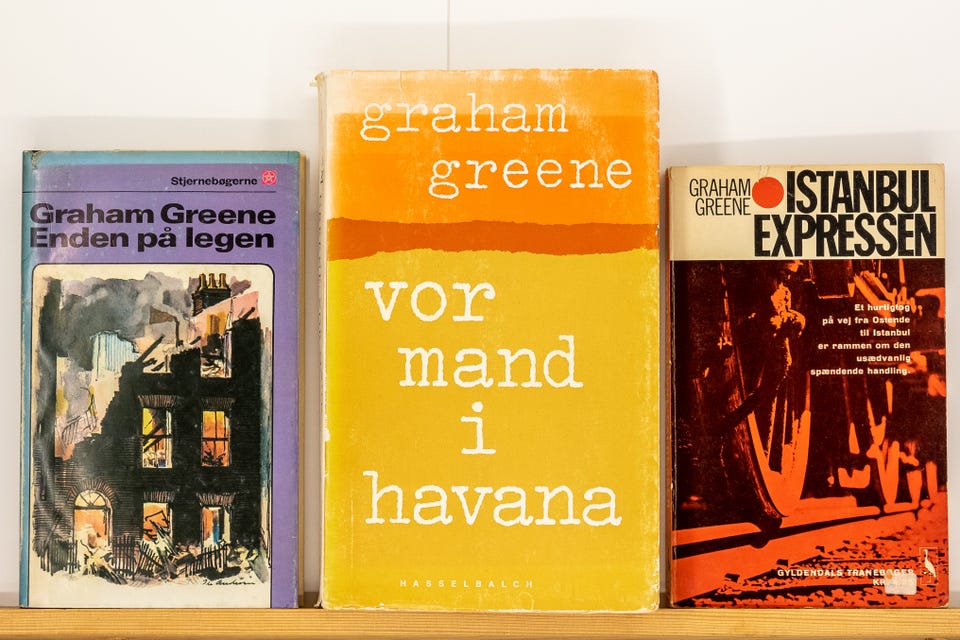 Stjernebøgerne
Graham Greene
Enden på legen
graham
greene
vor
mand
i
havana
HASSELBALCH
GRAHAM
GREENE
ISTANBUL
EXPRESSEN
Et hurtigtog
på vej fra Ostende
til Istanbul
er rammen om den
usædvanlig
spændende handling.
GYLDENDALS TRANEBØGER
KR.